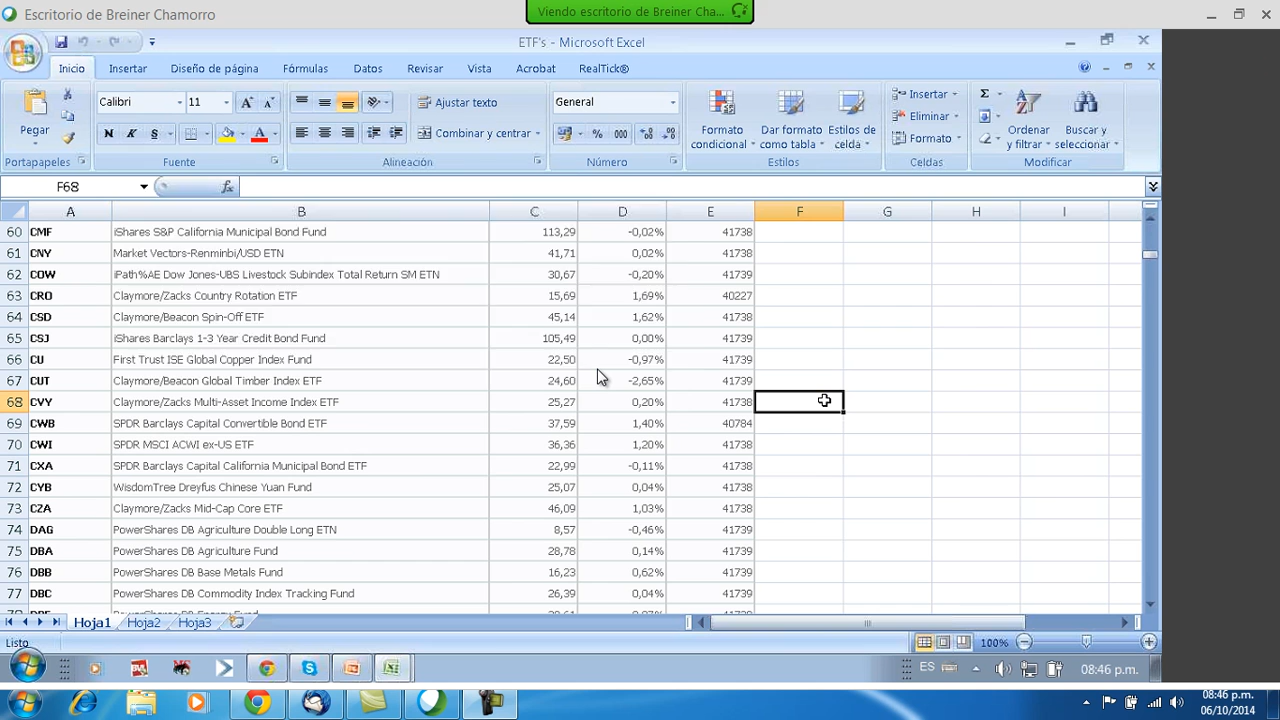 Escritorio de Breiner Chamorro
Viendo escritorio de Breiner Cha...
ETF's - Microsoft Excel
Inicio Insertar Diseño de página Fórmulas Datos Revisar Vista Acrobat RealTick®
Pegar
Calibri 11
N K S
Ajustar texto
Combinar y centrar
General
% 000
Formato condicional
Dar formato como tabla
Estilos de celda
Insertar
Eliminar
Formato
Ordenar y filtrar
Buscar y seleccionar
Portapapeles Fuente Alineación Número Estilos Celdas Modificar
F68 fx
A B C D E F G H I
60 CMF iShares S&P California Municipal Bond Fund 113,29 -0,02% 41738
61 CNY Market Vectors-Renminbi/USD ETN 41,71 0,02% 41738
62 COW iPath%AE Dow Jones-UBS Livestock Subindex Total Return SM ETN 30,67 -0,20% 41739
63 CRO Claymore/Zacks Country Rotation ETF 15,69 1,69% 40227
64 CSD Claymore/Beacon Spin-Off ETF 45,14 1,62% 41738
65 CSJ iShares Barclays 1-3 Year Credit Bond Fund 105,49 0,00% 41739
66 CU First Trust ISE Global Copper Index Fund 22,50 -0,97% 41739
67 CUT Claymore/Beacon Global Timber Index ETF 24,60 -2,65% 41739
68 CVY Claymore/Zacks Multi-Asset Income Index ETF 25,27 0,20% 41738
69 CWB SPDR Barclays Capital Convertible Bond ETF 37,59 1,40% 40784
70 CWI SPDR MSCI ACWI ex-US ETF 36,36 1,20% 41738
71 CXA SPDR Barclays Capital California Municipal Bond ETF 22,99 -0,11% 41738
72 CYB WisdomTree Dreyfus Chinese Yuan Fund 25,07 0,04% 41738
73 CZA Claymore/Zacks Mid-Cap Core ETF 46,09 1,03% 41738
74 DAG PowerShares DB Agriculture Double Long ETN 8,57 -0,46% 41739
75 DBA PowerShares DB Agriculture Fund 28,78 0,14% 41739
76 DBB PowerShares DB Base Metals Fund 16,23 0,62% 41739
77 DBC PowerShares DB Commodity Index Tracking Fund 26,39 0,04% 41739
Hoja1 Hoja2 Hoja3
Listo 100%
ES 08:46 p.m.
08:46 p.m.
06/10/2014